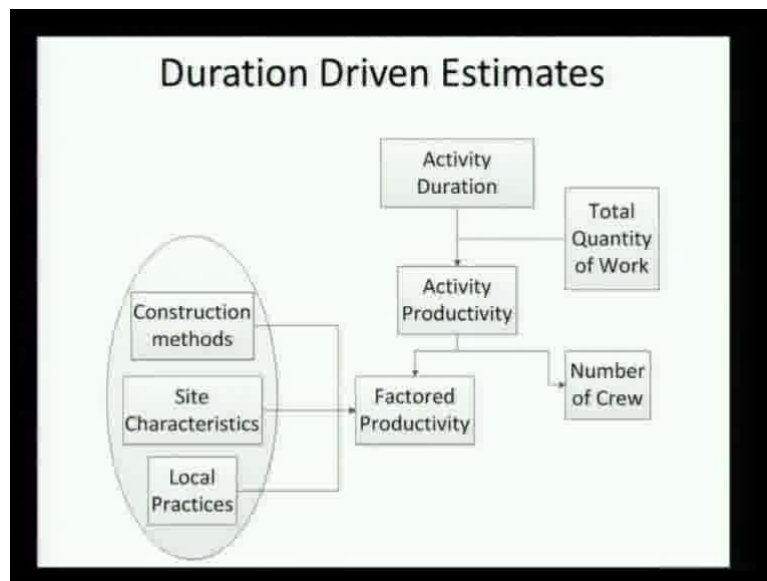 Duration Driven Estimates
Activity
Duration
Total
Quantity
of Work
Activity
Productivity
Construction
methods
Site
Characteristics
Local
Practices
Factored
Productivity
Number
of Crew